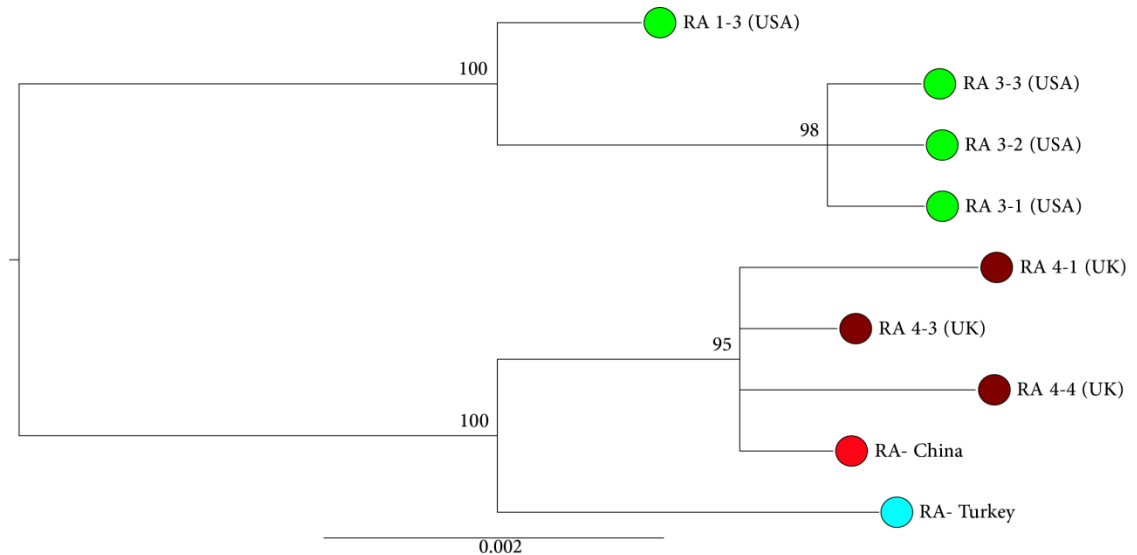 RA 1-3 (USA)
100
RA 3-3 (USA)
98
RA 3-2 (USA)
RA 3-1 (USA)
RA 4-1 (UK)
RA 4-3 (UK)
95
RA 4-4 (UK)
100
RA- China
RA- Turkey
0.002